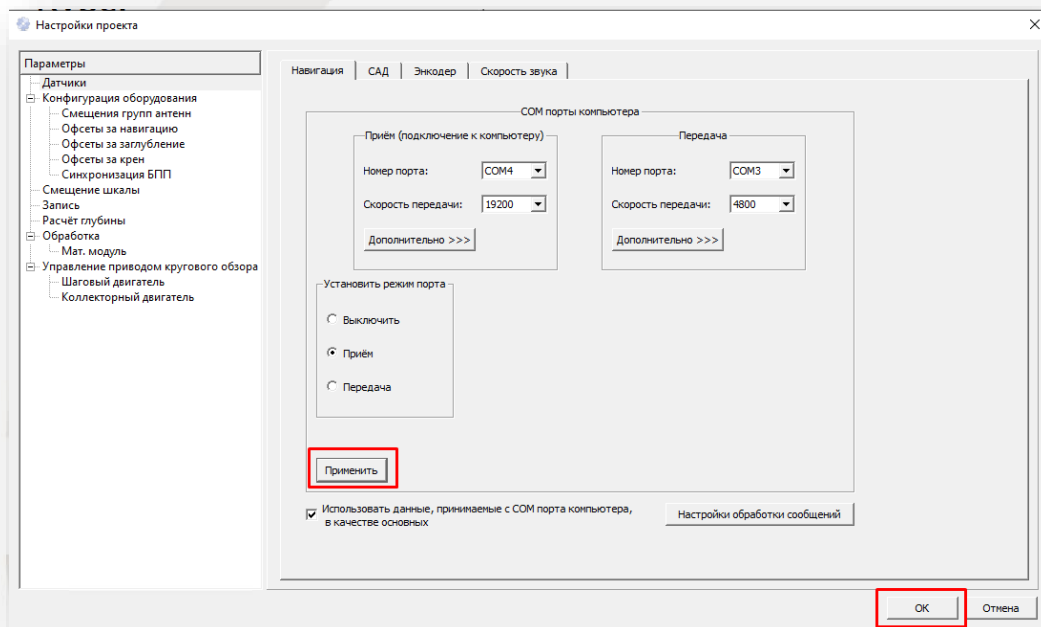 Настройки проекта
Параметры
Датчики
Конфигурация оборудования
Смещения групп антенн
Офсеты за навигацию
Офсеты за заглубление
Офсеты за крен
Синхронизация БПП
Смещение шкалы
Запись
Расчёт глубины
Обработка
Мат. модуль
Управление приводом кругового обзора
Шаговый двигатель
Коллекторный двигатель
Навигация САД Энкодер Скорость звука
COM порты компьютера
Приём (подключение к компьютеру)
Номер порта: COM4
Скорость передачи: 19200
Дополнительно >>>
Передача
Номер порта: COM3
Скорость передачи: 4800
Дополнительно >>>
Установить режим порта
Выключить
Приём
Передача
Применить
Использовать данные, принимаемые с COM порта компьютера,
в качестве основных
Настройки обработки сообщений
OK Отмена